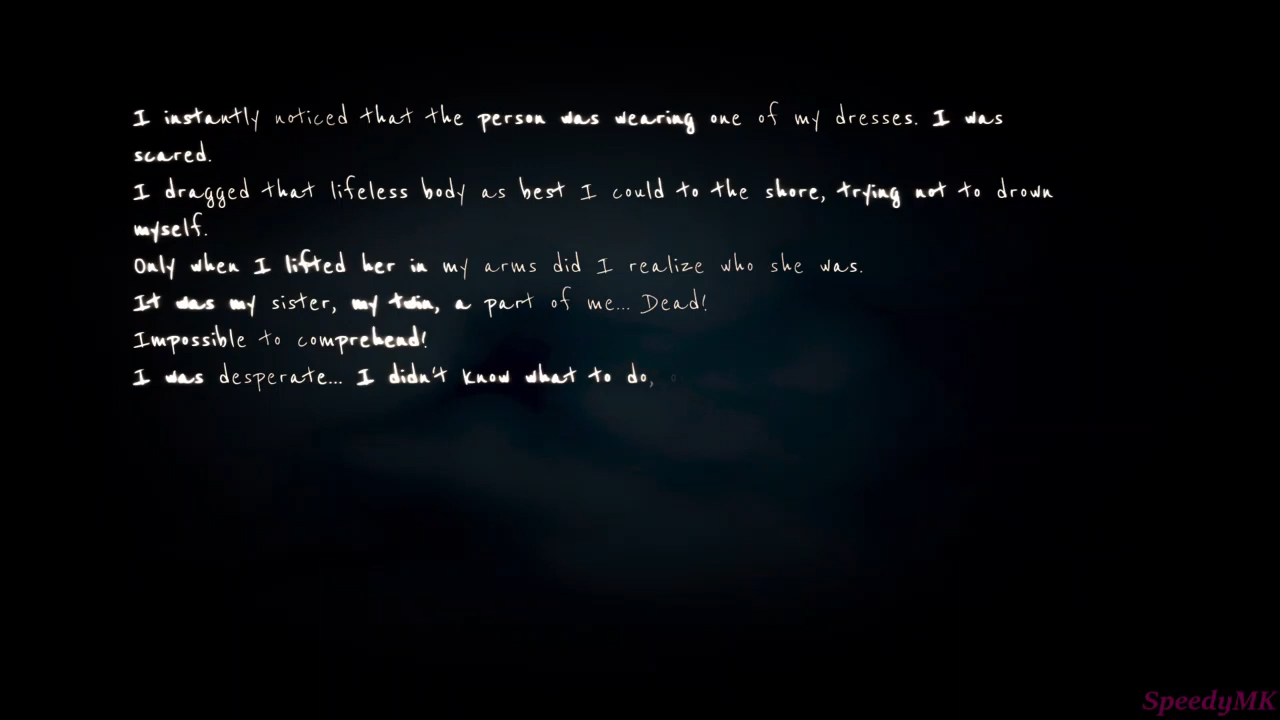 I instantly noticed that the person was wearing one of my dresses. I was
scared.
I dragged that lifeless body as best I could to the shore, trying not to drown
myself.
Only when I lifted her in my arms did I realize who she was.
It was my sister, my twin, a part of me... Dead!
Impossible to comprehend!
I was desperate... I didn't know what to do,
SpeedyMK